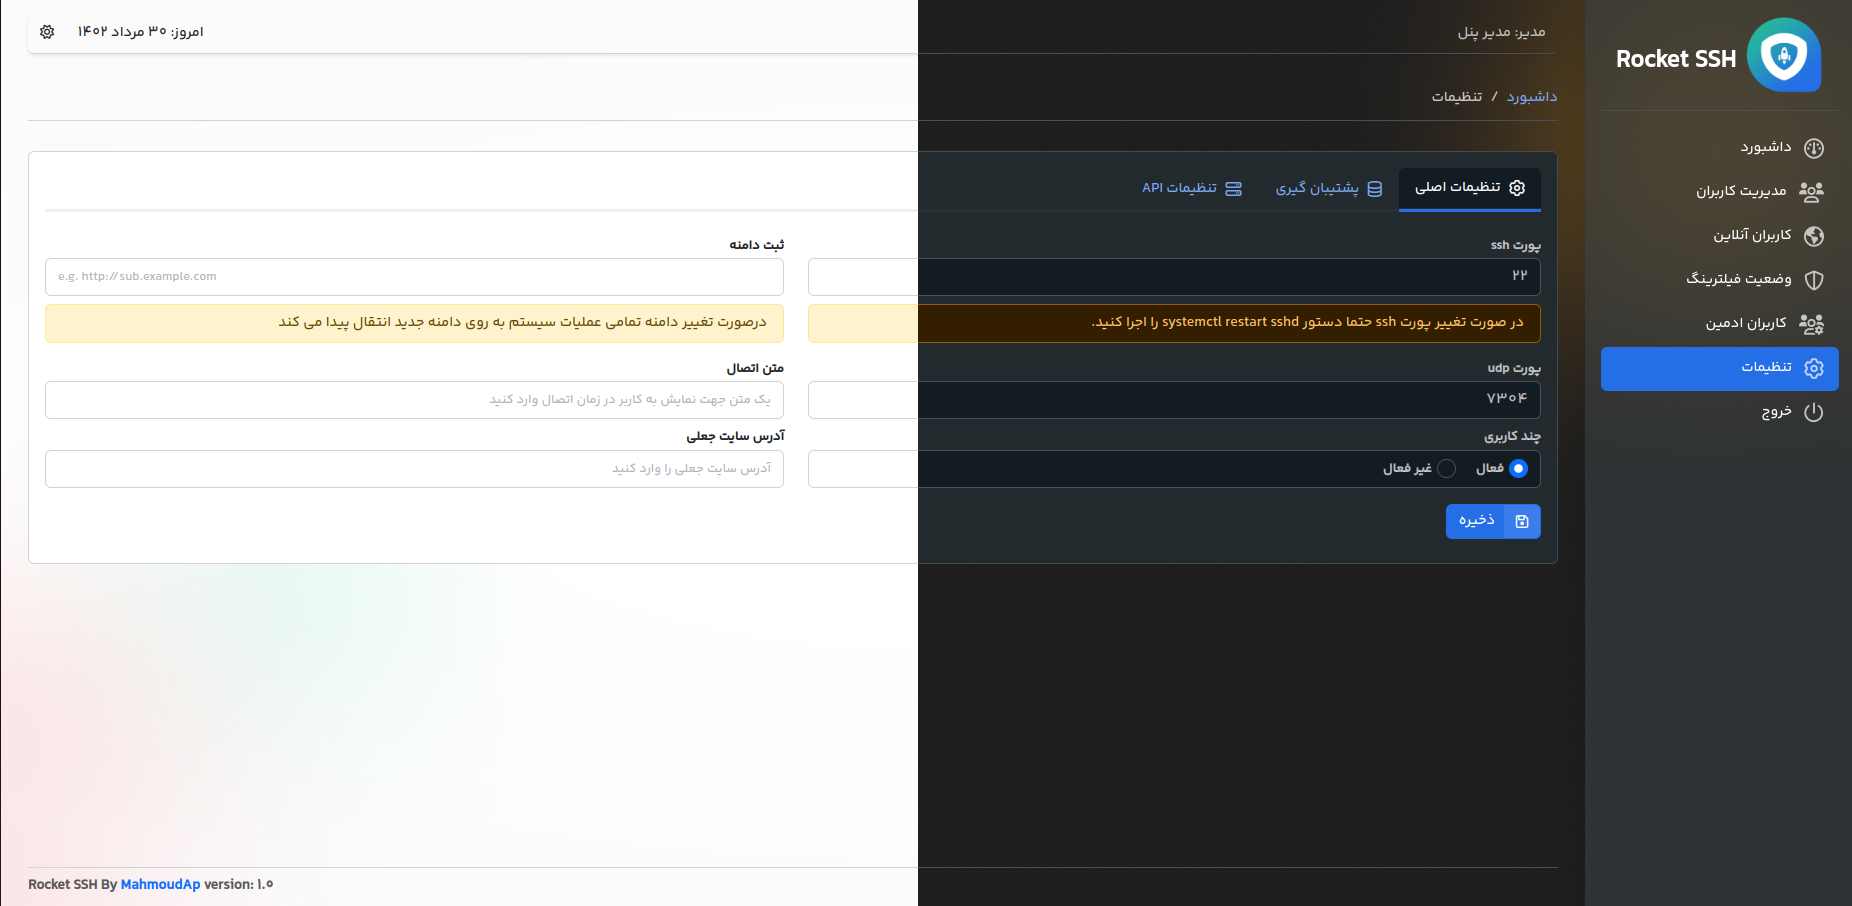 Rocket SSH
داشبورد
مدیریت کاربران
کاربران آنلاین
وضعیت فیلترینگ
کاربران ادمین
تنظیمات
خروج
مدیر: مدیر پنل
امروز: ۳۰ مرداد ۱۴۰۲
داشبورد / تنظیمات
تنظیمات اصلی
پشتیبان گیری
تنظیمات API
پورت ssh
ثبت دامنه
۲۲
e.g. http://sub.example.com
در صورت تغییر پورت ssh حتما دستور systemctl restart sshd را اجرا کنید.
درصورت تغییر دامنه تمامی عملیات سیستم به روی دامنه جدید انتقال پیدا می کند
پورت udp
متن اتصال
۷۳۰۴
یک متن جهت نمایش به کاربر در زمان اتصال وارد کنید
چند کاربری
آدرس سایت جعلی
فعال
غیر فعال
آدرس سایت جعلی را وارد کنید
ذخیره
Rocket SSH By MahmoudAp version: ۱.۰